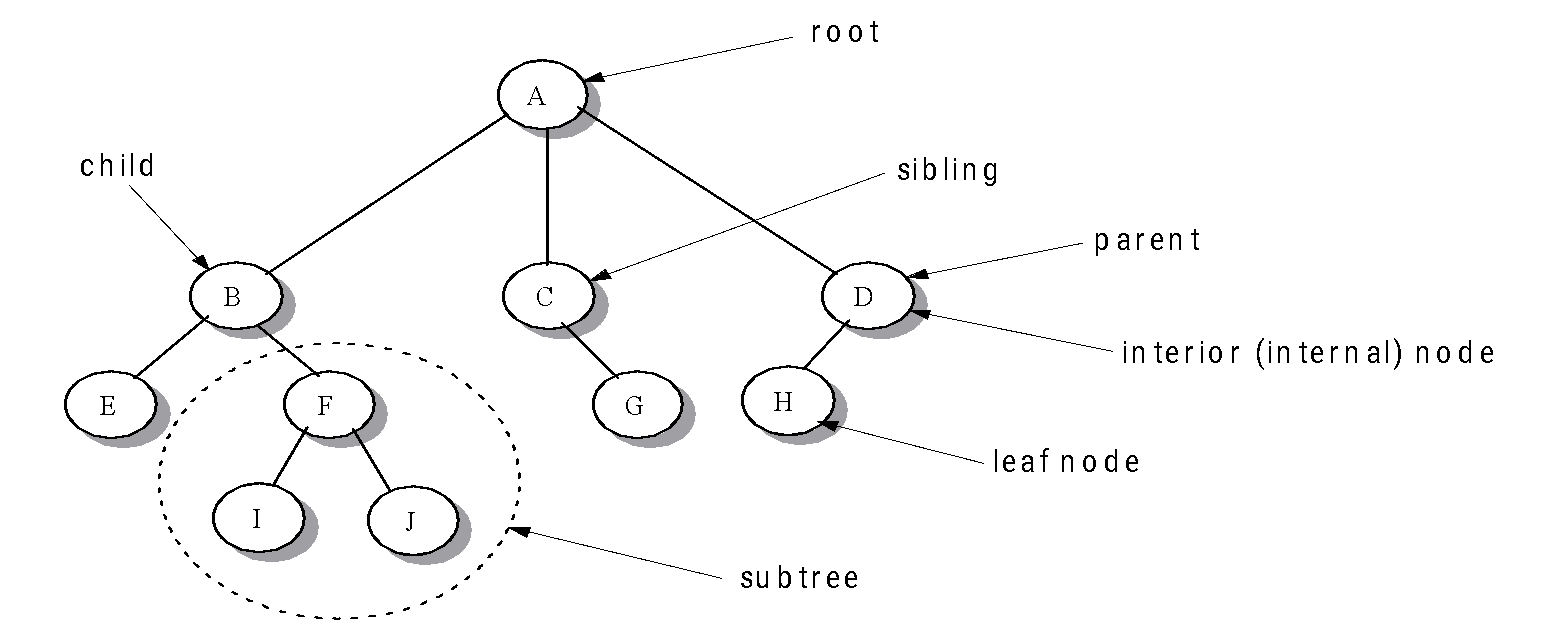 root
A
child
sibling
parent
B
C
D
interior (internal) node
E
F
G
H
leaf node
I
J
subtree